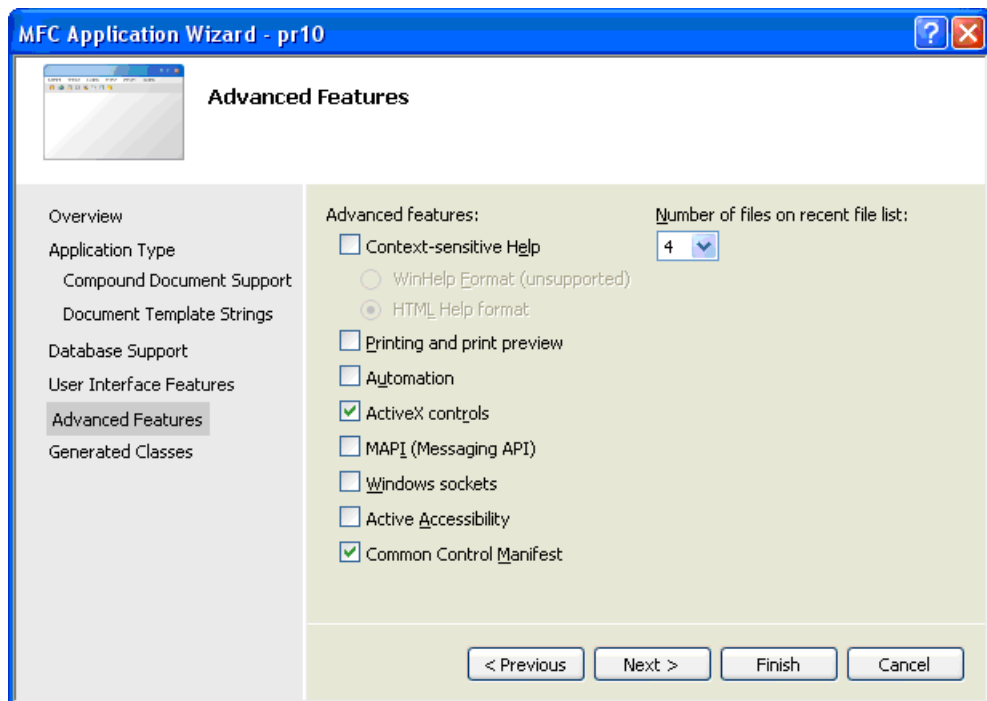 MFC Application Wizard - pr10
Advanced Features
Overview
Application Type
Compound Document Support
Document Template Strings
Database Support
User Interface Features
Advanced Features
Generated Classes
Advanced features:
Context-sensitive Help
WinHelp Format (unsupported)
HTML Help format
Printing and print preview
Automation
ActiveX controls
MAPI (Messaging API)
Windows sockets
Active Accessibility
Common Control Manifest
Number of files on recent file list:
4
< Previous
Next >
Finish
Cancel